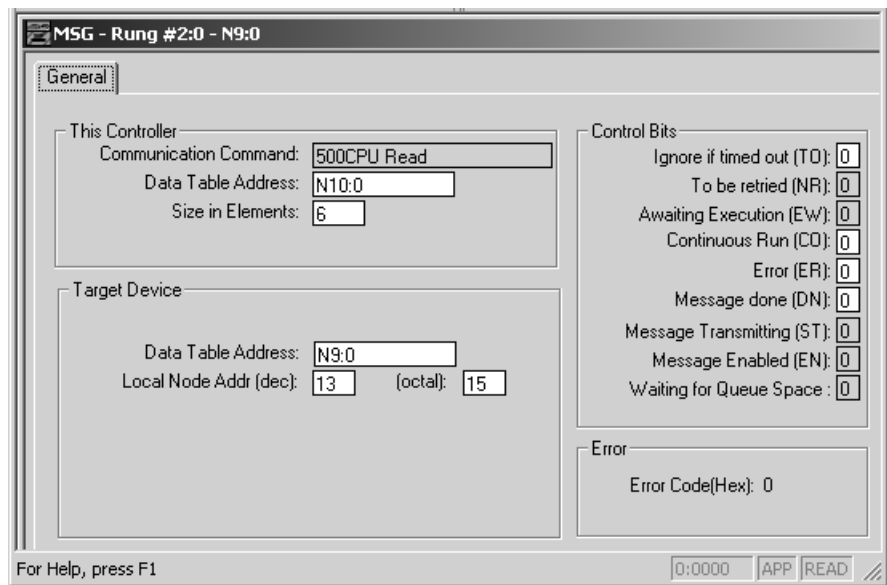 MSG - Rung #2:0 - N9:0
General
This Controller
Communication Command: 500CPU Read
Data Table Address: N10:0
Size in Elements: 6
Target Device
Data Table Address: N9:0
Local Node Addr (dec): 13 (octal): 15
Control Bits
Ignore if timed out (TO): 0
To be retried (NR): 0
Awaiting Execution (EW): 0
Continuous Run (CO): 0
Error (ER): 0
Message done (DN): 0
Message Transmitting (ST): 0
Message Enabled (EN): 0
Waiting for Queue Space : 0
Error
Error Code(Hex): 0
For Help, press F1
0:0000 APP READ